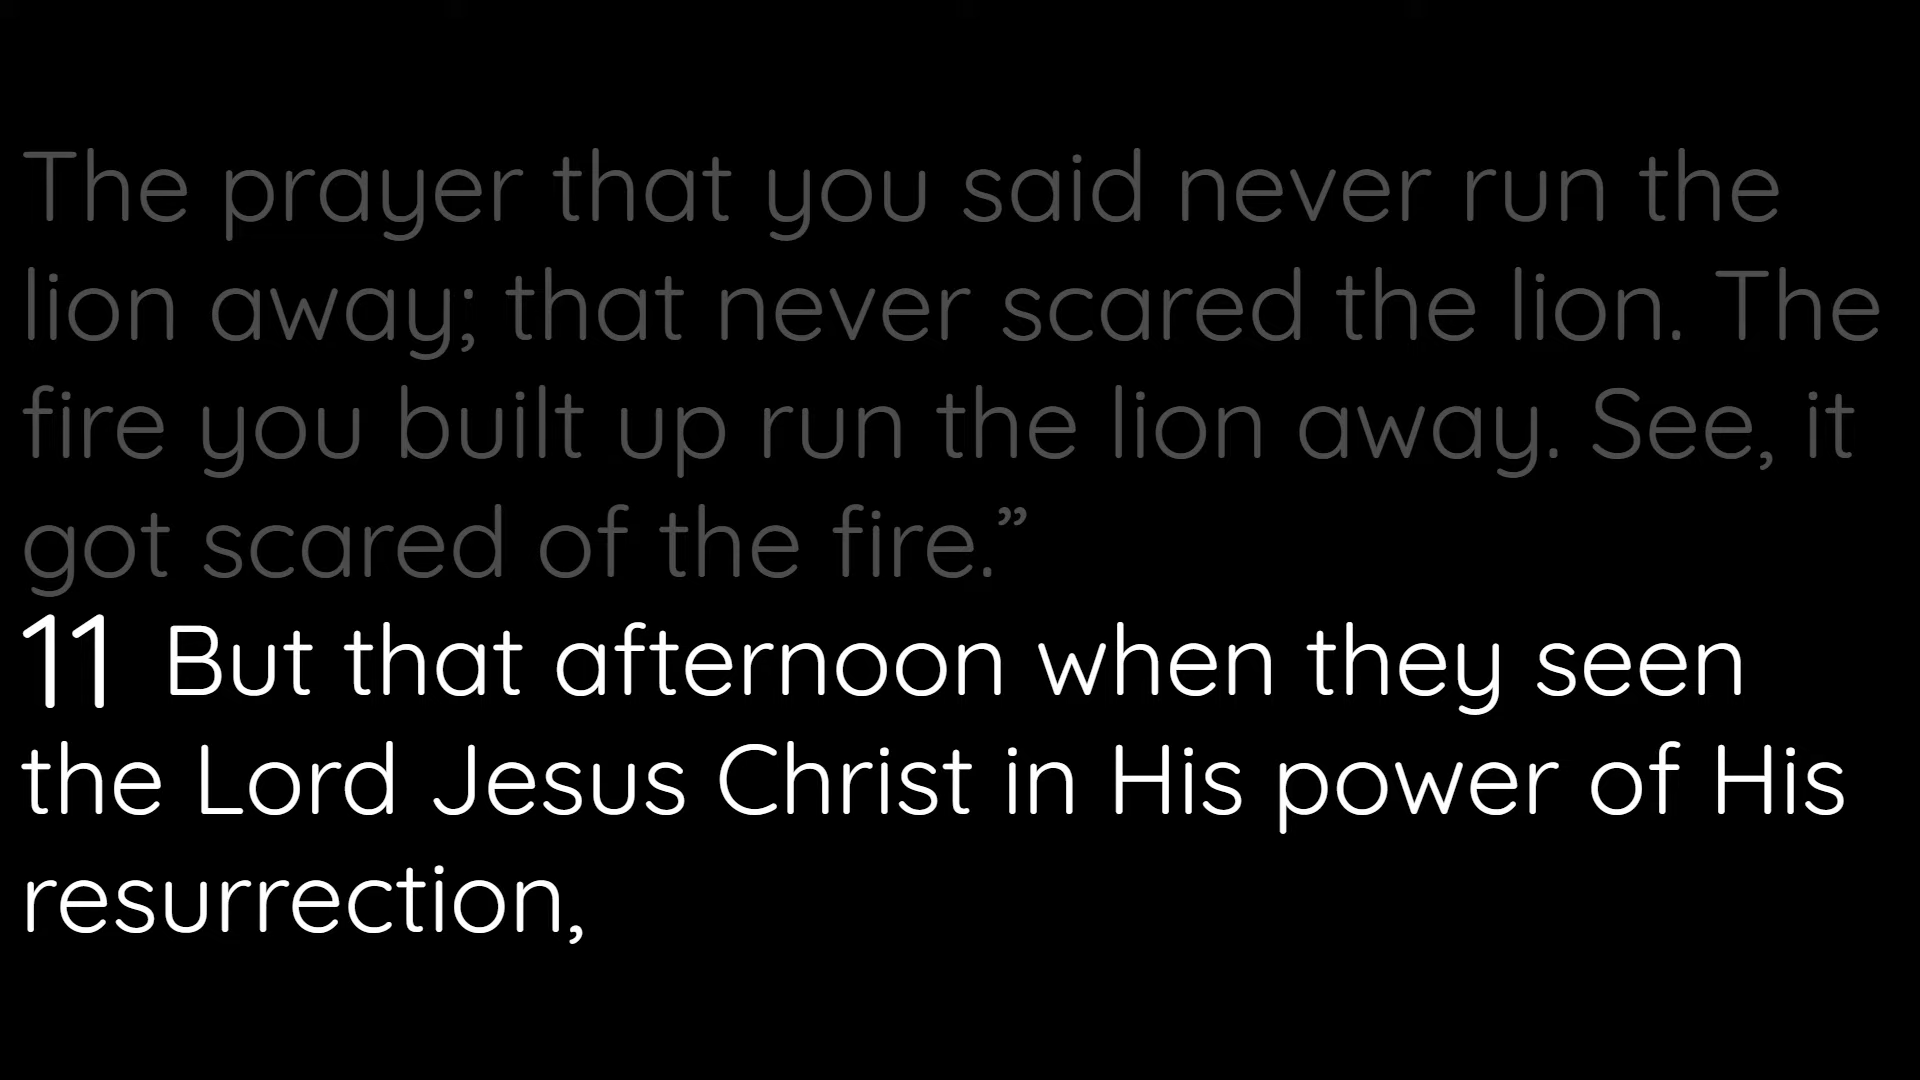 The prayer that you said never run the
lion away; that never scared the lion. The
fire you built up run the lion away. See, it
got scared of the fire.”
11 But that afternoon when they seen
the Lord Jesus Christ in His power of His
resurrection,